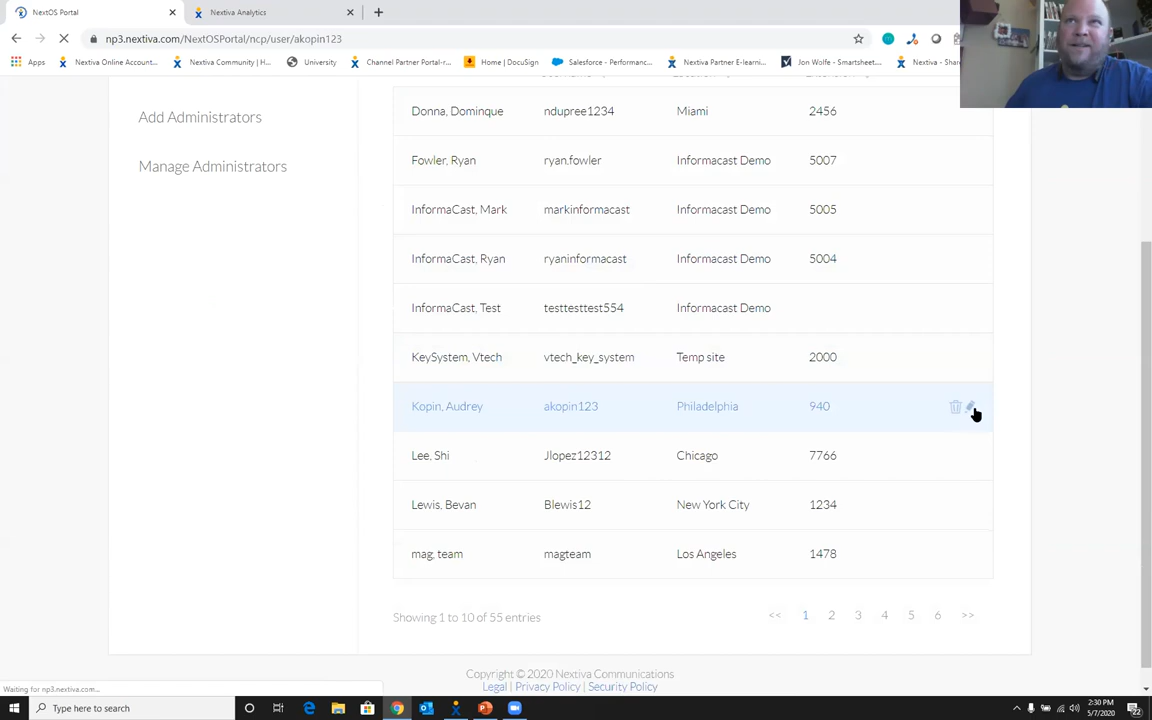 NextOS Portal
Nextiva Analytics
np3.nextiva.com/NextOSPortal/ncp/user/akopin123
Apps
Nextiva Online Account...
Nextiva Community | H...
University
Channel Partner Portal-r...
Home | DocuSign
Salesforce - Performanc...
Nextiva Partner E-learni...
Jon Wolfe - Smartsheet...
Nextiva - Shar
Add Administrators
Manage Administrators
Donna, Dominque ndupree1234 Miami 2456
Fowler, Ryan ryan.fowler Informacast Demo 5007
InformaCast, Mark markinformacast Informacast Demo 5005
InformaCast, Ryan ryaninformacast Informacast Demo 5004
InformaCast, Test testtesttest554 Informacast Demo
KeySystem, Vtech vtech_key_system Temp site 2000
Kopin, Audrey akopin123 Philadelphia 940
Lee, Shi Jlopez12312 Chicago 7766
Lewis, Bevan Blewis12 New York City 1234
mag, team magteam Los Angeles 1478
Showing 1 to 10 of 55 entries
<< 1 2 3 4 5 6 >>
Copyright © 2020 Nextiva Communications
Legal | Privacy Policy | Security Policy
Waiting for np3.nextiva.com...
Type here to search
2:30 PM
5/7/2020
22